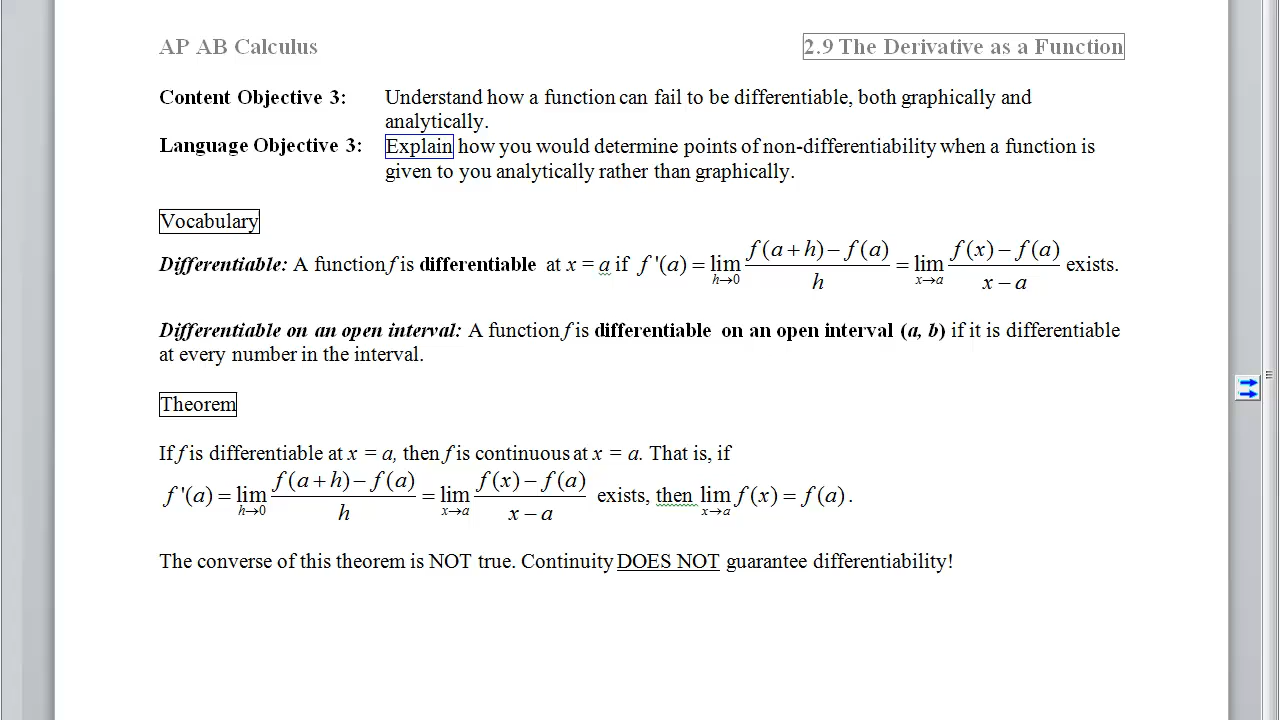 AP AB Calculus 2.9 The Derivative as a Function
Content Objective 3: Understand how a function can fail to be differentiable, both graphically and
analytically.
Language Objective 3: Explain how you would determine points of non-differentiability when a function is
given to you analytically rather than graphically.
Vocabulary
Differentiable: A function f is differentiable at x = a if f '(a) = lim h→0 (f(a+h) − f(a))/h = lim x→a (f(x) − f(a))/(x − a) exists.
Differentiable on an open interval: A function f is differentiable on an open interval (a, b) if it is differentiable
at every number in the interval.
Theorem
If f is differentiable at x = a, then f is continuous at x = a. That is, if
f '(a) = lim h→0 (f(a+h) − f(a))/h = lim x→a (f(x) − f(a))/(x − a) exists, then lim x→a f(x) = f(a).
The converse of this theorem is NOT true. Continuity DOES NOT guarantee differentiability!